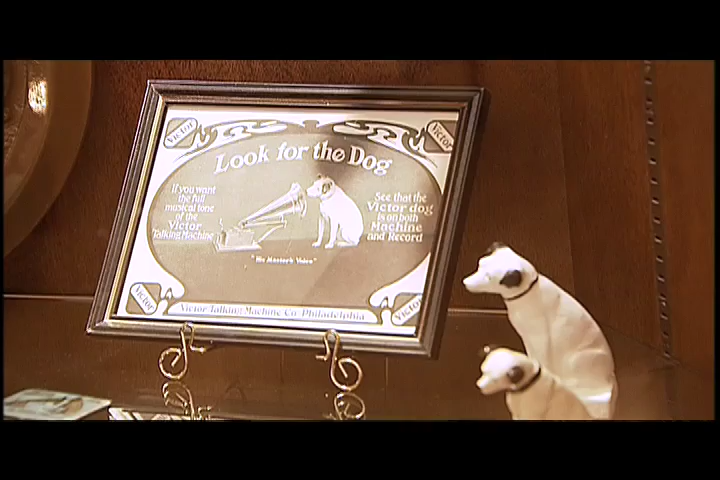 Victor
Victor
Look for the Dog
If you want
the full
musical tone
of the
Victor
Talking Machine
See that the
Victor dog
is on both
Machine
and Record
"His Master's Voice"
Victor
Victor Talking Machine Co. Philadelphia
Victor